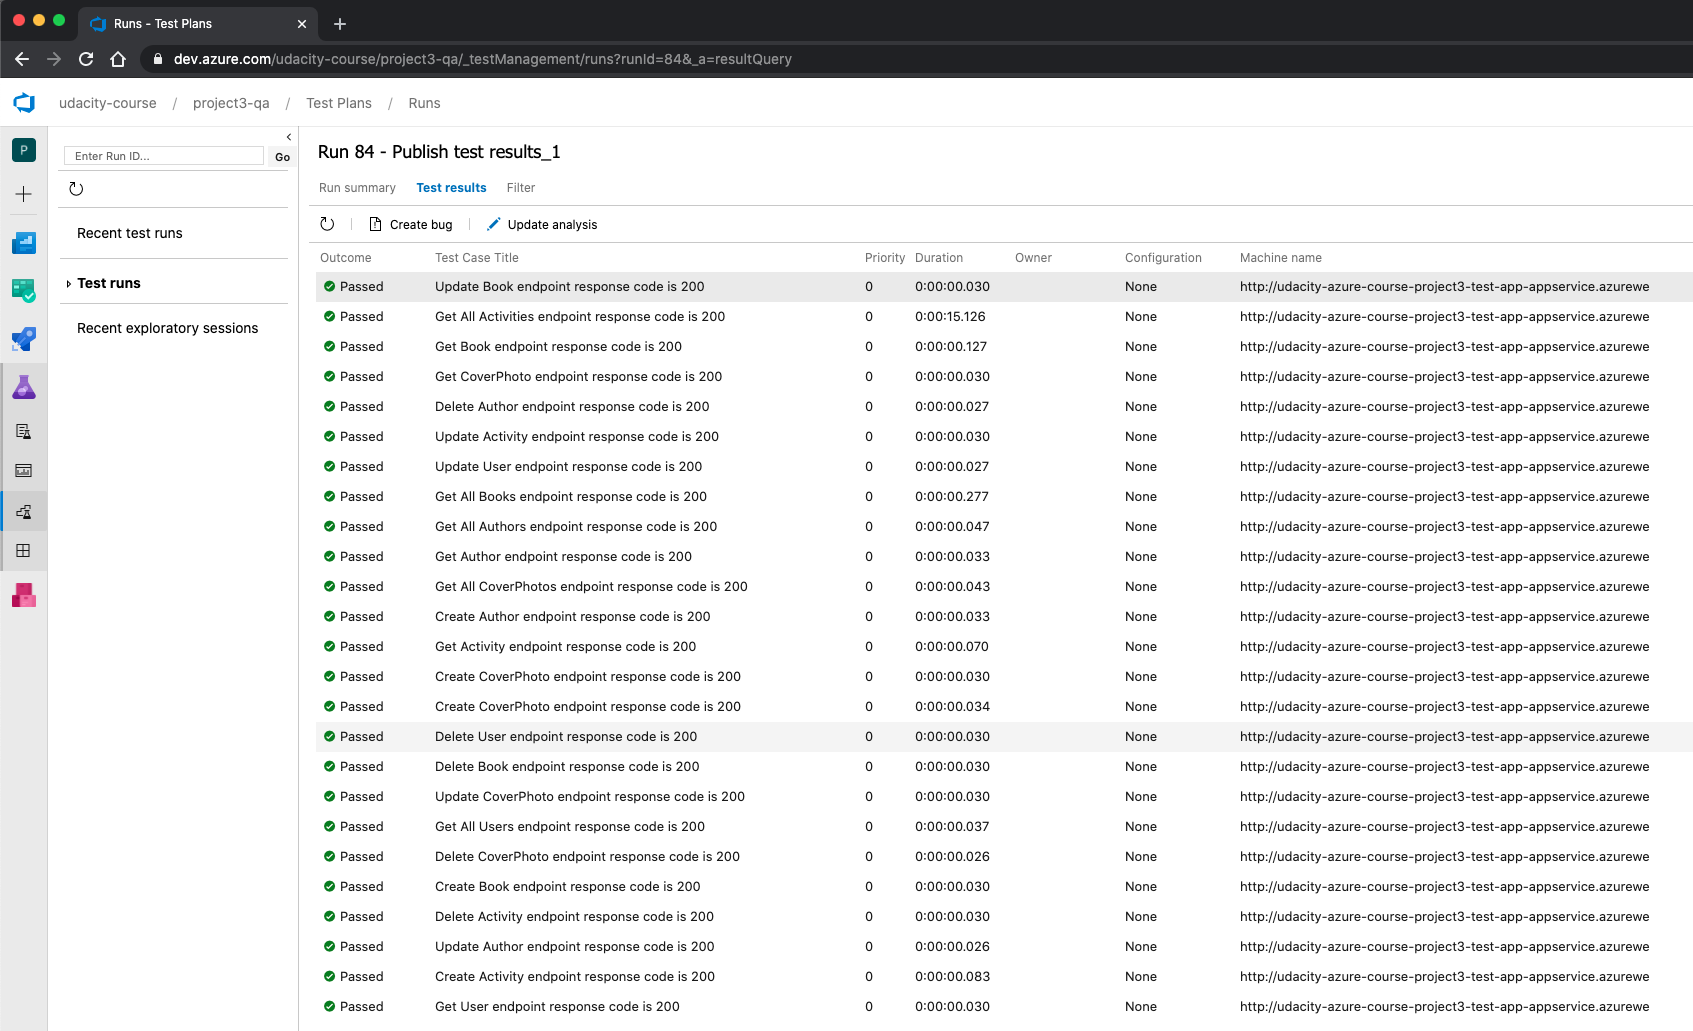 Runs - Test Plans
dev.azure.com/udacity-course/project3-qa/_testManagement/runs?runId=84&_a=resultQuery
udacity-course / project3-qa / Test Plans / Runs
P
Enter Run ID... Go
Recent test runs
Test runs
Recent exploratory sessions
Run 84 - Publish test results_1
Run summary Test results Filter
Create bug Update analysis
Outcome Test Case Title Priority Duration Owner Configuration Machine name
Passed Update Book endpoint response code is 200 0 0:00:00.030 None http://udacity-azure-course-project3-test-app-appservice.azurewe
Passed Get All Activities endpoint response code is 200 0 0:00:15.126 None http://udacity-azure-course-project3-test-app-appservice.azurewe
Passed Get Book endpoint response code is 200 0 0:00:00.127 None http://udacity-azure-course-project3-test-app-appservice.azurewe
Passed Get CoverPhoto endpoint response code is 200 0 0:00:00.030 None http://udacity-azure-course-project3-test-app-appservice.azurewe
Passed Delete Author endpoint response code is 200 0 0:00:00.027 None http://udacity-azure-course-project3-test-app-appservice.azurewe
Passed Update Activity endpoint response code is 200 0 0:00:00.030 None http://udacity-azure-course-project3-test-app-appservice.azurewe
Passed Update User endpoint response code is 200 0 0:00:00.027 None http://udacity-azure-course-project3-test-app-appservice.azurewe
Passed Get All Books endpoint response code is 200 0 0:00:00.277 None http://udacity-azure-course-project3-test-app-appservice.azurewe
Passed Get All Authors endpoint response code is 200 0 0:00:00.047 None http://udacity-azure-course-project3-test-app-appservice.azurewe
Passed Get Author endpoint response code is 200 0 0:00:00.033 None http://udacity-azure-course-project3-test-app-appservice.azurewe
Passed Get All CoverPhotos endpoint response code is 200 0 0:00:00.043 None http://udacity-azure-course-project3-test-app-appservice.azurewe
Passed Create Author endpoint response code is 200 0 0:00:00.033 None http://udacity-azure-course-project3-test-app-appservice.azurewe
Passed Get Activity endpoint response code is 200 0 0:00:00.070 None http://udacity-azure-course-project3-test-app-appservice.azurewe
Passed Create CoverPhoto endpoint response code is 200 0 0:00:00.030 None http://udacity-azure-course-project3-test-app-appservice.azurewe
Passed Create CoverPhoto endpoint response code is 200 0 0:00:00.034 None http://udacity-azure-course-project3-test-app-appservice.azurewe
Passed Delete User endpoint response code is 200 0 0:00:00.030 None http://udacity-azure-course-project3-test-app-appservice.azurewe
Passed Delete Book endpoint response code is 200 0 0:00:00.030 None http://udacity-azure-course-project3-test-app-appservice.azurewe
Passed Update CoverPhoto endpoint response code is 200 0 0:00:00.030 None http://udacity-azure-course-project3-test-app-appservice.azurewe
Passed Get All Users endpoint response code is 200 0 0:00:00.037 None http://udacity-azure-course-project3-test-app-appservice.azurewe
Passed Delete CoverPhoto endpoint response code is 200 0 0:00:00.026 None http://udacity-azure-course-project3-test-app-appservice.azurewe
Passed Create Book endpoint response code is 200 0 0:00:00.030 None http://udacity-azure-course-project3-test-app-appservice.azurewe
Passed Delete Activity endpoint response code is 200 0 0:00:00.030 None http://udacity-azure-course-project3-test-app-appservice.azurewe
Passed Update Author endpoint response code is 200 0 0:00:00.026 None http://udacity-azure-course-project3-test-app-appservice.azurewe
Passed Create Activity endpoint response code is 200 0 0:00:00.083 None http://udacity-azure-course-project3-test-app-appservice.azurewe
Passed Get User endpoint response code is 200 0 0:00:00.030 None http://udacity-azure-course-project3-test-app-appservice.azurewe